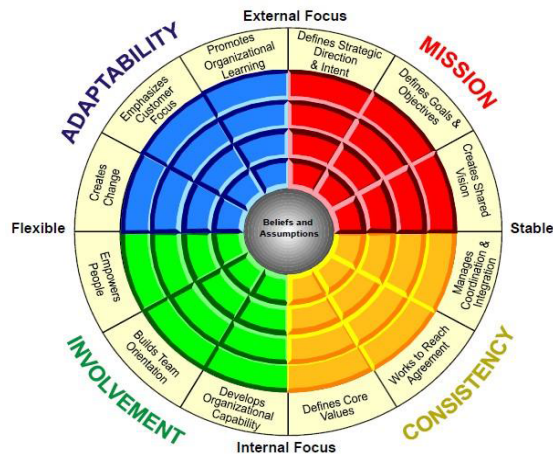 External Focus
ADAPTABILITY
MISSION
Promotes
Organizational
Learning
Defines Strategic
Direction
& Intent
Emphasizes
Customer
Focus
Defines Goals &
Objectives
Creates
Change
Creates Shared
Vision
Flexible
Beliefs and
Assumptions
Stable
Empowers
People
Manages
Coordination &
Integration
Builds Team
Orientation
Works to Reach
Agreement
Develops
Organizational
Capability
Defines Core
Values
INVOLVEMENT
CONSISTENCY
Internal Focus